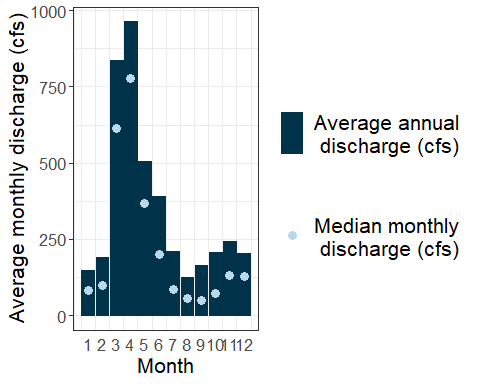 Average monthly discharge (cfs)
1000
750
500
250
0
1 2 3 4 5 6 7 8 9 10 11 12
Month
Average annual
discharge (cfs)
Median monthly
discharge (cfs)